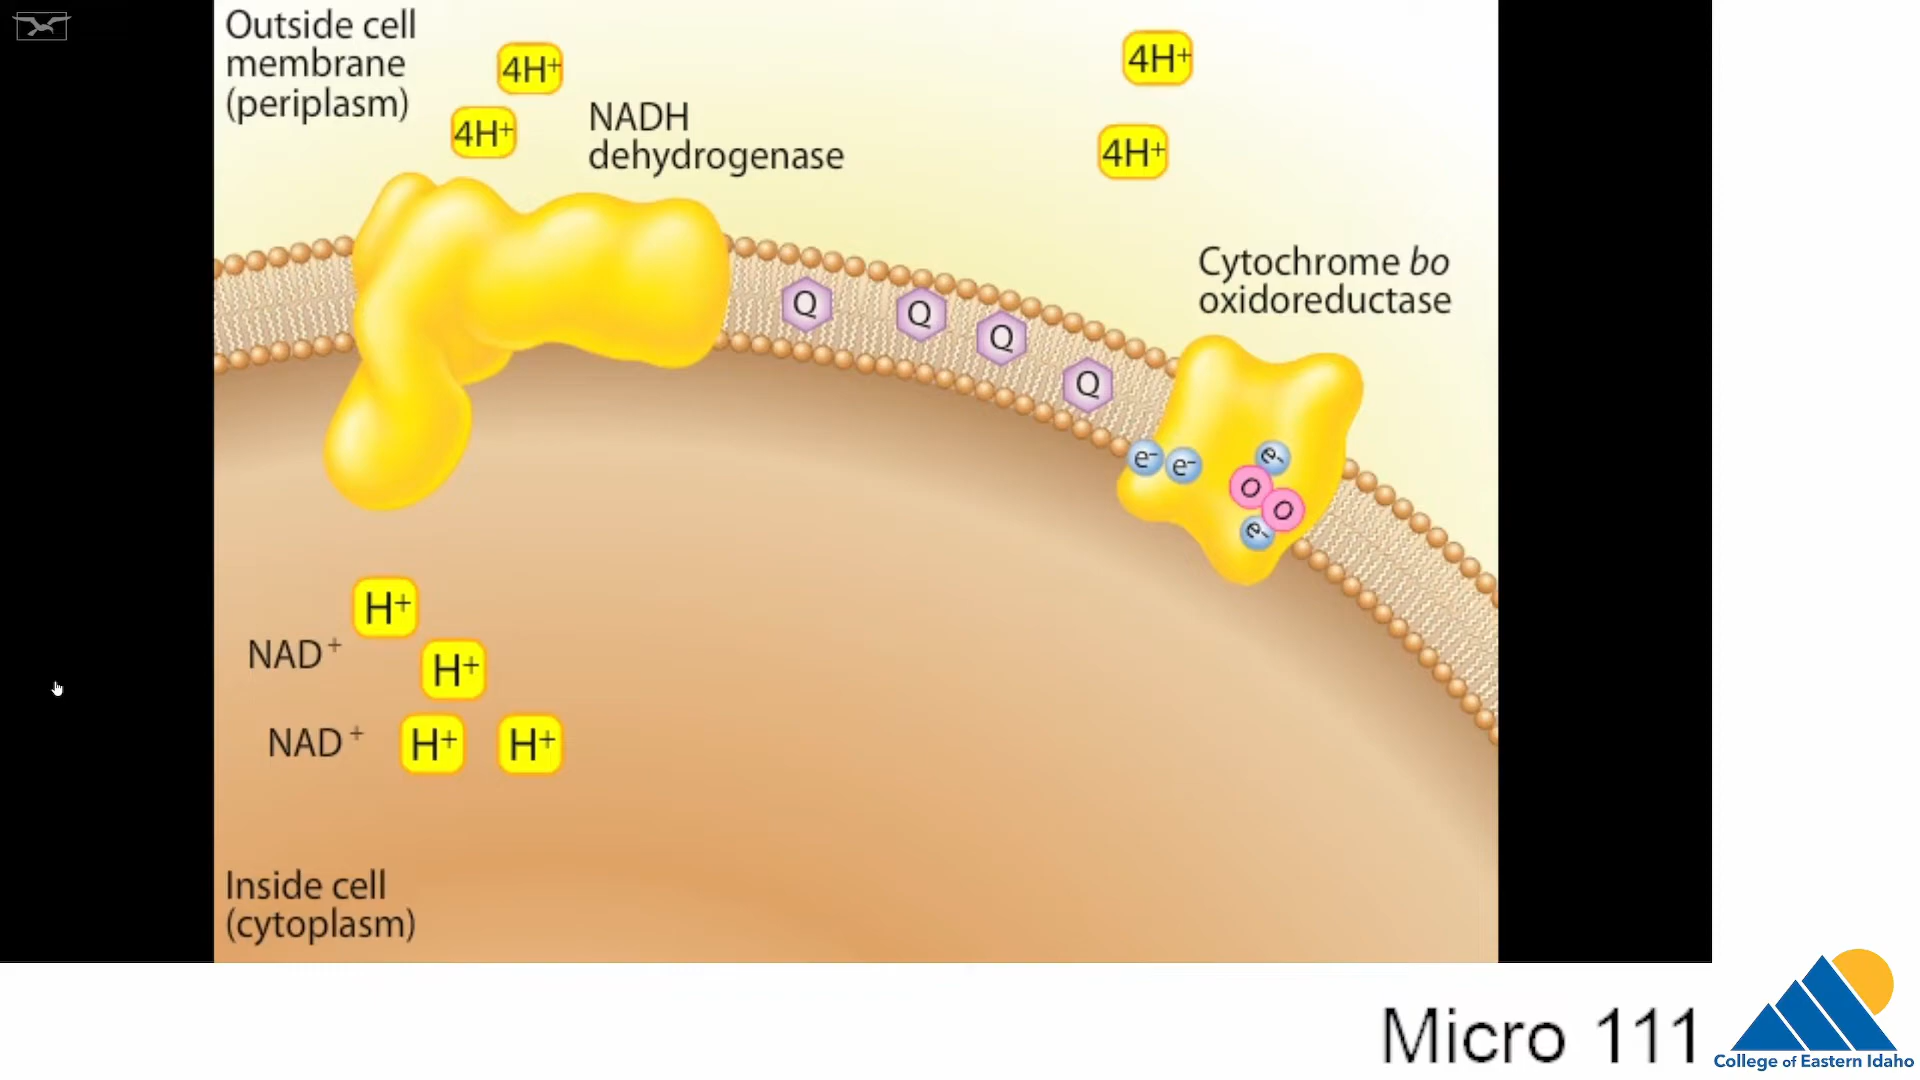 Outside cell
membrane
(periplasm)
4H⁺
4H⁺
NADH
dehydrogenase
4H⁺
4H⁺
Cytochrome bo
oxidoreductase
Q
Q
Q
Q
e⁻
e⁻
e⁻
O
O
e⁻
H⁺
NAD⁺
H⁺
NAD⁺
H⁺
H⁺
Inside cell
(cytoplasm)
Micro 111
College of Eastern Idaho